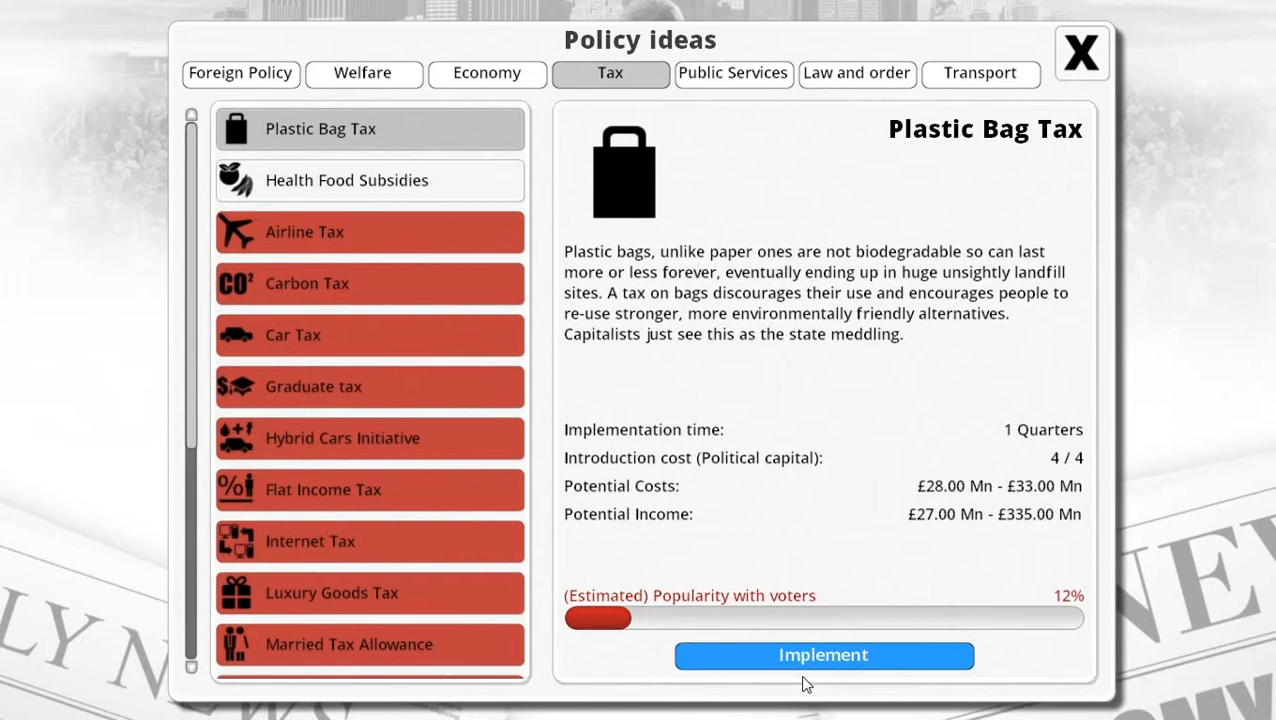 Policy ideas
X
Foreign Policy
Welfare
Economy
Tax
Public Services
Law and order
Transport
Plastic Bag Tax
Health Food Subsidies
Airline Tax
CO² Carbon Tax
Car Tax
$ Graduate tax
Hybrid Cars Initiative
% Flat Income Tax
Internet Tax
Luxury Goods Tax
Married Tax Allowance
Plastic Bag Tax
Plastic bags, unlike paper ones are not biodegradable so can last
more or less forever, eventually ending up in huge unsightly landfill
sites. A tax on bags discourages their use and encourages people to
re-use stronger, more environmentally friendly alternatives.
Capitalists just see this as the state meddling.
Implementation time: 1 Quarters
Introduction cost (Political capital): 4 / 4
Potential Costs: £28.00 Mn - £33.00 Mn
Potential Income: £27.00 Mn - £335.00 Mn
(Estimated) Popularity with voters 12%
Implement
LY NEWS
NEW